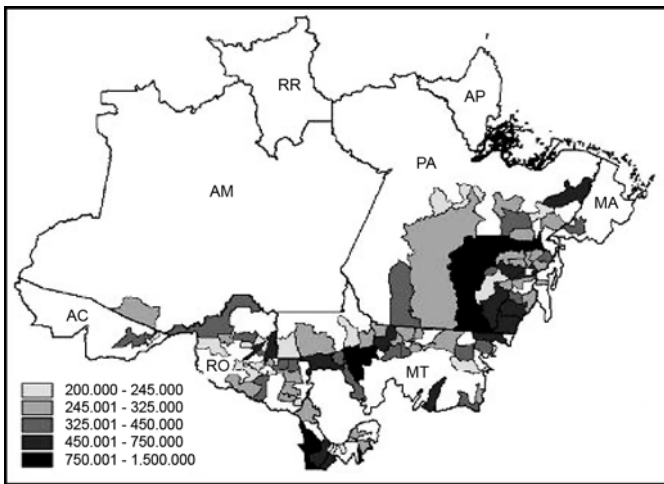 RR
AP
PA
AM
MA
AC
RO
MT
200.000 - 245.000
245.001 - 325.000
325.001 - 450.000
450.001 - 750.000
750.001 - 1.500.000